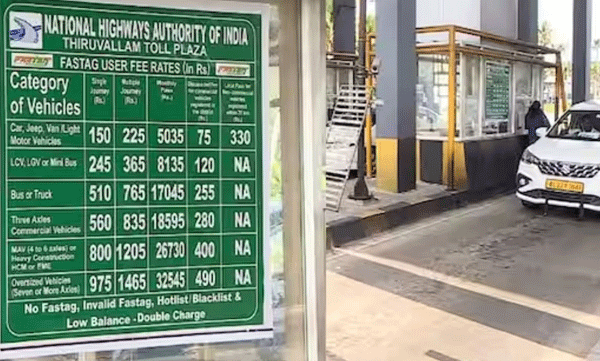 NATIONAL HIGHWAYS AUTHORITY OF INDIA
THIRUVALLAM TOLL PLAZA
FASTAG FASTAG USER FEE RATES (in Rs) FASTAG
Category of Vehicles Single Journey (Rs.) Multiple Journey (Rs.) Monthly Pass (Rs.)
Car, Jeep, Van /Light Motor Vehicles 150 225 5035 75 330
LCV, LGV or Mini Bus 245 365 8135 120 NA
Bus or Truck 510 765 17045 255 NA
Three Axles Commercial Vehicles 560 835 18595 280 NA
MAV (4 to 6 axles) or Heavy Construction HCM or EME 800 1205 26730 400 NA
Oversized Vehicles (Seven or More Axles) 975 1465 32545 490 NA
No Fastag, Invalid Fastag, Hotlist/ Blacklist &
Low Balance - Double Charge